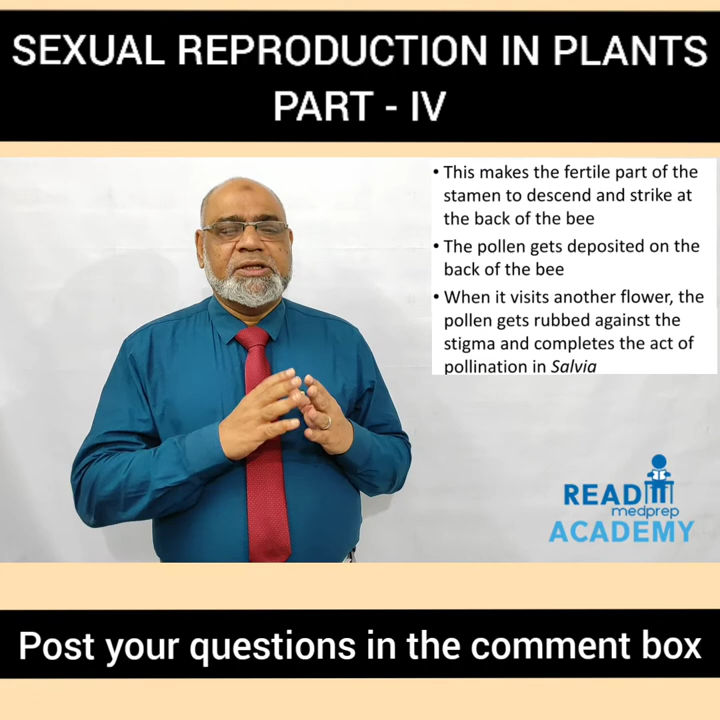 SEXUAL REPRODUCTION IN PLANTS
PART - IV
• This makes the fertile part of the
stamen to descend and strike at
the back of the bee
• The pollen gets deposited on the
back of the bee
• When it visits another flower, the
pollen gets rubbed against the
stigma and completes the act of
pollination in Salvia
READ
medprep
ACADEMY
Post your questions in the comment box